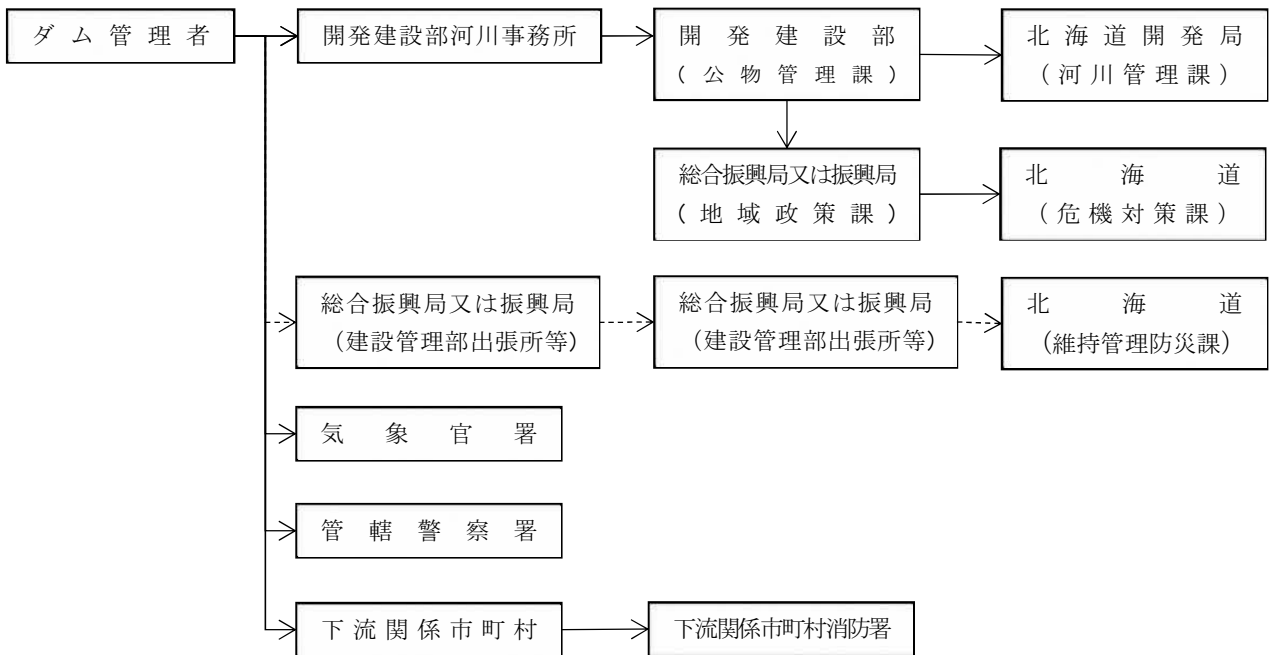 ダム管理者
開発建設部河川事務所
開発建設部
(公物管理課)
北海道開発局
(河川管理課)
総合振興局又は振興局
(地域政策課)
北海道
(危機対策課)
総合振興局又は振興局
(建設管理部出張所等)
総合振興局又は振興局
(建設管理部出張所等)
北海道
(維持管理防災課)
気象官署
管轄警察署
下流関係市町村
下流関係市町村消防署